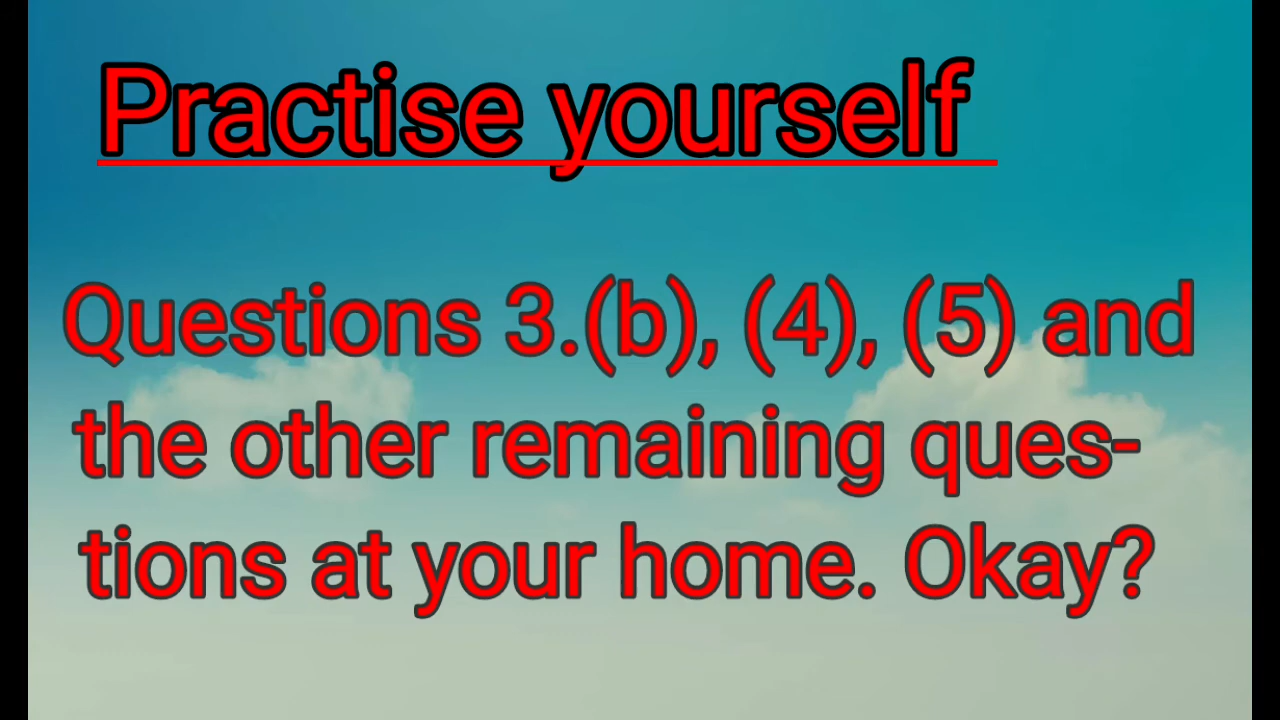 Practise yourself
Questions 3.(b), (4), (5) and
the other remaining ques-
tions at your home. Okay?